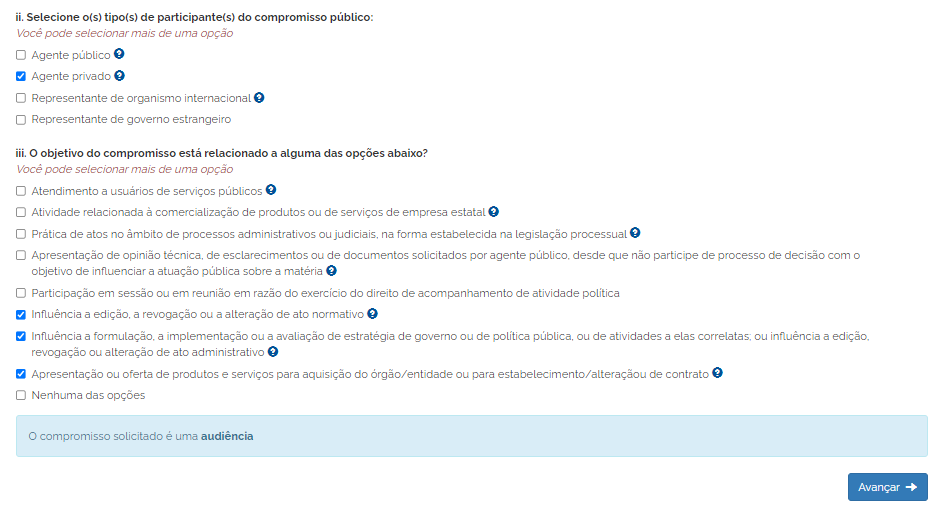 ii. Selecione o(s) tipo(s) de participante(s) do compromisso público:
Você pode selecionar mais de uma opção
Agente público
Agente privado
Representante de organismo internacional
Representante de governo estrangeiro
iii. O objetivo do compromisso está relacionado a alguma das opções abaixo?
Você pode selecionar mais de uma opção
Atendimento a usuários de serviços públicos
Atividade relacionada à comercialização de produtos ou de serviços de empresa estatal
Prática de atos no âmbito de processos administrativos ou judiciais, na forma estabelecida na legislação processual
Apresentação de opinião técnica, de esclarecimentos ou de documentos solicitados por agente público, desde que não participe de processo de decisão com o
objetivo de influenciar a atuação pública sobre a matéria
Participação em sessão ou em reunião em razão do exercício do direito de acompanhamento de atividade política
Influência a edição, a revogação ou a alteração de ato normativo
Influência a formulação, a implementação ou a avaliação de estratégia de governo ou de política pública, ou de atividades a elas correlatas; ou influência a edição,
revogação ou alteração de ato administrativo
Apresentação ou oferta de produtos e serviços para aquisição do órgão/entidade ou para estabelecimento/alteraçãou de contrato
Nenhuma das opções
O compromisso solicitado é uma audiência
Avançar